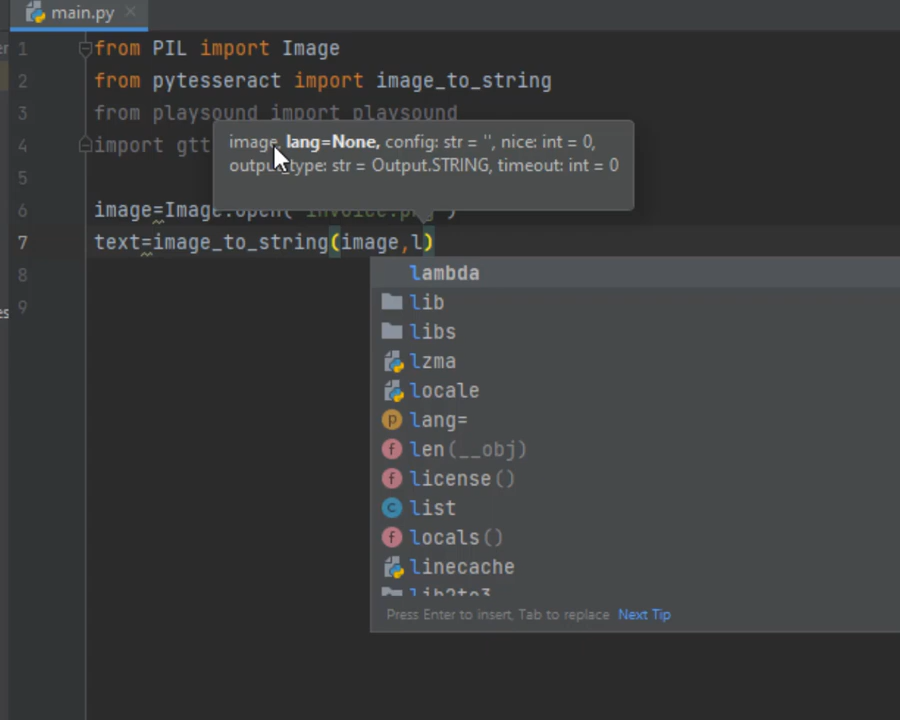 main.py
1 from PIL import Image
2 from pytesseract import image_to_string
3 from playsound import playsound
4 import gtt
image, lang=None, config: str = '', nice: int = 0,
output_type: str = Output.STRING, timeout: int = 0
5
6 image=Image.open("invoice.png")
7 text=image_to_string(image,l)
8
9
lambda
lib
libs
lzma
locale
lang=
len(__obj)
license()
list
locals()
linecache
lib2to3
Press Enter to insert, Tab to replace Next Tip